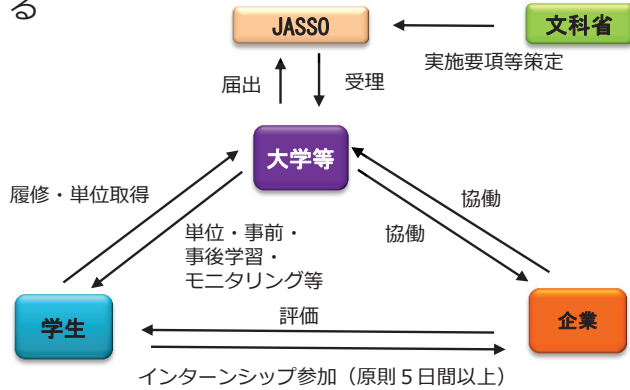 る
JASSO
文科省
実施要項等策定
届出
受理
大学等
履修・単位取得
協働
単位・事前・
事後学習・
モニタリング等
協働
学生
評価
企業
インターンシップ参加（原則５日間以上）